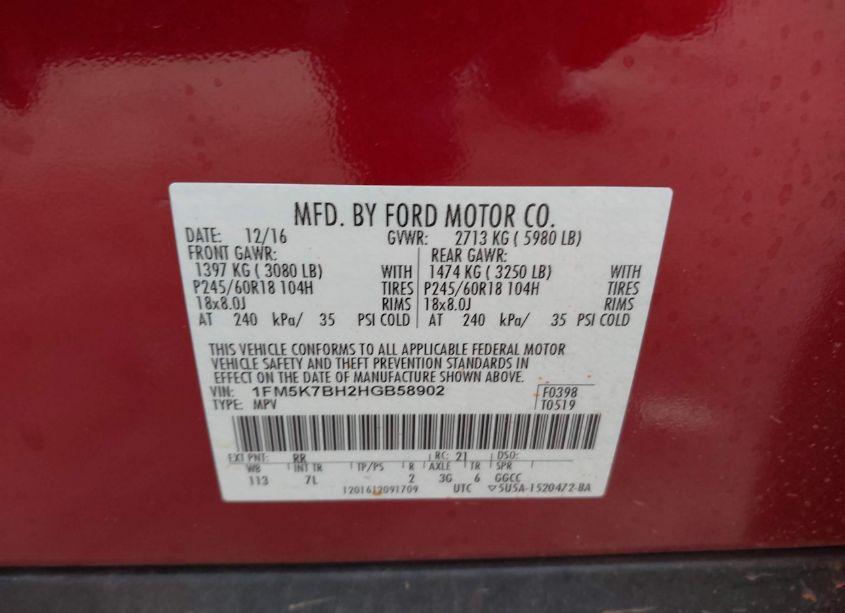 MFD. BY FORD MOTOR CO.
DATE: 12/16 GVWR: 2713 KG ( 5980 LB)
FRONT GAWR: REAR GAWR:
1397 KG ( 3080 LB) WITH 1474 KG ( 3250 LB) WITH
P245/60R18 104H TIRES P245/60R18 104H TIRES
18x8.0J RIMS 18x8.0J RIMS
AT 240 kPa/ 35 PSI COLD AT 240 kPa/ 35 PSI COLD
THIS VEHICLE CONFORMS TO ALL APPLICABLE FEDERAL MOTOR
VEHICLE SAFETY AND THEFT PREVENTION STANDARDS IN
EFFECT ON THE DATE OF MANUFACTURE SHOWN ABOVE.
VIN: 1FM5K7BH2HGB58902 F0398
TYPE: MPV T0519
EXT PNT: RR RC: 21 DSO:
WB INT TR TP/PS R AXLE TR SPR
113 7L 2 3G 6 GGCC
1201612091709 UTC ▽5U5A-1520472-BA